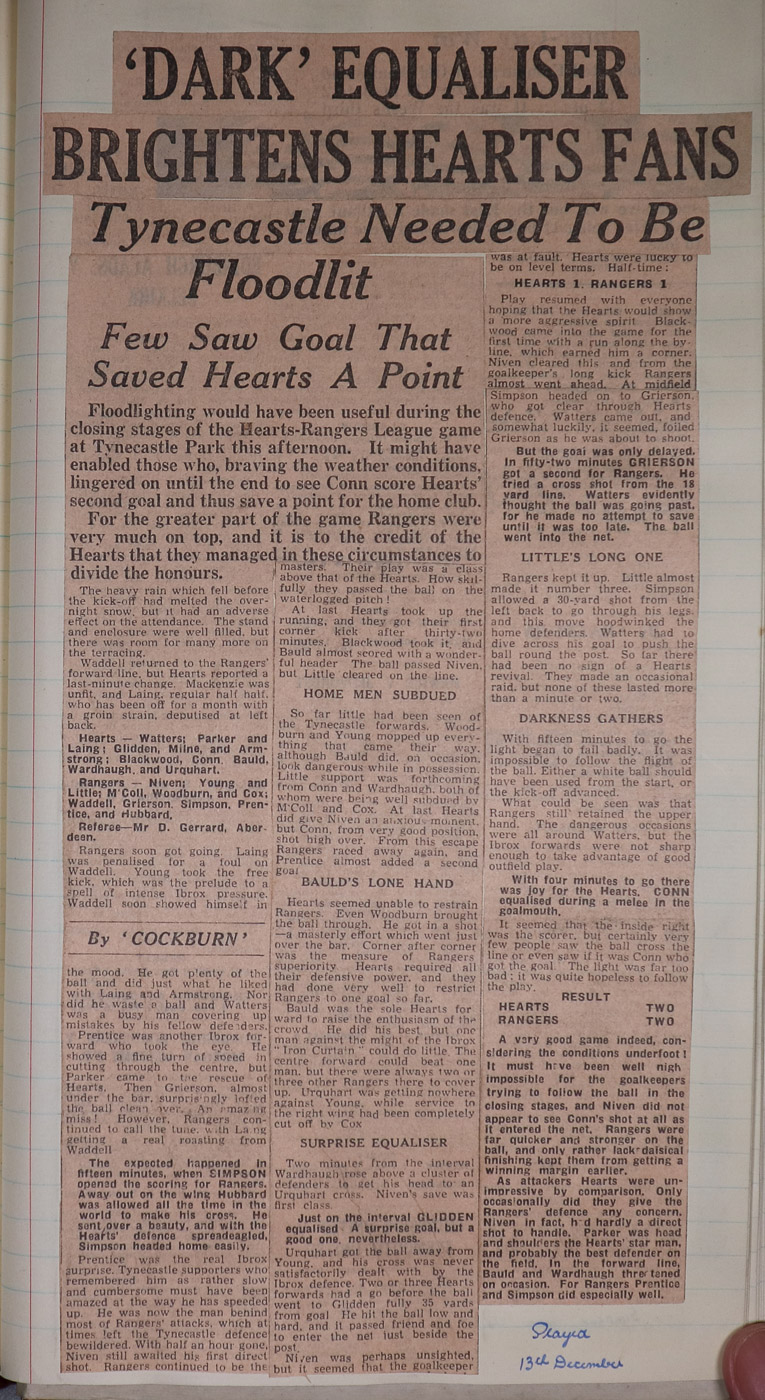 ‘DARK’ EQUALISER
BRIGHTENS HEARTS FANS
Tynecastle Needed To Be
Floodlit
Few Saw Goal That
Saved Hearts A Point
Floodlighting would have been useful during the
closing stages of the Hearts-Rangers League game
at Tynecastle Park this afternoon. It might have
enabled those who, braving the weather conditions,
lingered on until the end to see Conn score Hearts’
second goal and thus save a point for the home club.
For the greater part of the game Rangers were
very much on top, and it is to the credit of the
Hearts that they managed in these circumstances to
divide the honours.
The heavy rain which fell before
the kick-off had melted the over-
night snow, but it had an adverse
effect on the attendance. The stand
and enclosure were well filled, but
there was room for many more on
the terracing.
Waddell returned to the Rangers’
forward line, but Hearts reported a
last-minute change. Mackenzie was
unfit, and Laing, regular half half,
who has been off for a month with
a groin strain, deputised at left
back.
Hearts — Watters; Parker and
Laing; Glidden, Milne, and Arm-
strong; Blackwood, Conn, Bauld,
Wardhaugh, and Urquhart.
Rangers — Niven; Young and
Little; M’Coll, Woodburn, and Cox;
Waddell, Grierson, Simpson, Pren-
tice, and Hubbard.
Referee—Mr D. Gerrard, Aber-
deen.
Rangers soon got going. Laing
was penalised for a foul on
Waddell. Young took the free
kick, which was the prelude to a
spell of intense Ibrox pressure.
Waddell soon showed himself in
By ‘COCKBURN’
the mood. He got plenty of the
ball and did just what he liked
with Laing and Armstrong. Nor
did he waste a ball and Watters
was a busy man covering up
mistakes by his fellow defenders.
Prentice was another Ibrox for-
ward who took the eye. He
showed a fine turn of speed in
cutting through the centre, but
Parker came to the rescue of
Hearts. Then Grierson, almost
under the bar, surprisingly lofted
the ball clean over. An amazing
miss! However, Rangers con-
tinued to call the tune, with Laing
getting a real roasting from
Waddell
The expected happened in
fifteen minutes, when SIMPSON
opened the scoring for Rangers.
Away out on the wing Hubbard
was allowed all the time in the
world to make his cross. He
sent over a beauty, and with the
Hearts’ defence spreadeagled,
Simpson headed home easily.
Prentice was the real Ibrox
surprise. Tynecastle supporters who
remembered him as rather slow
and cumbersome must have been
amazed at the way he has speeded
up. He was now the man behind
most of Rangers’ attacks, which at
times left the Tynecastle defence
bewildered. With half an hour gone,
Niven still awaited his first direct
shot. Rangers continued to be the
masters. Their play was a class
above that of the Hearts. How skil-
fully they passed the ball on the
waterlogged pitch!
At last Hearts took up the
running, and they got their first
corner kick after thirty-two
minutes. Blackwood took it, and
Bauld almost scored with a wonder-
ful header The ball passed Niven,
but Little cleared on the line.
HOME MEN SUBDUED
So far little had been seen of
the Tynecastle forwards. Wood-
burn and Young mopped up every-
thing that came their way,
although Bauld did, on occasion,
look dangerous while in possession.
Little support was forthcoming
from Conn and Wardhaugh, both of
whom were being well subdued by
M’Coll and Cox. At last Hearts
did give Niven an anxious moment,
but Conn, from very good position,
shot high over. From this escape
Rangers raced away again, and
Prentice almost added a second
goal
BAULD’S LONE HAND
Hearts seemed unable to restrain
Rangers. Even Woodburn brought
the ball through. He got in a shot
—a masterly effort which went just
over the bar. Corner after corner
was the measure of Rangers
superiority. Hearts required all
their defensive power, and they
had done very well to restrict
Rangers to one goal so far.
Bauld was the sole Hearts for-
ward to raise the enthusiasm of the
crowd. He did his best, but one
man against the might of the Ibrox
“Iron Curtain” could do little. The
centre forward could beat one
man, but there were always two or
three other Rangers there to cover
up. Urquhart was getting nowhere
against Young, while service to
the right wing had been completely
cut off by Cox
SURPRISE EQUALISER
Two minutes from the interval
Wardhaugh rose above a cluster of
defenders to get his head to an
Urquhart cross. Niven’s save was
first class.
Just on the interval GLIDDEN
equalised. A surprise goal, but a
good one, nevertheless.
Urquhart got the ball away from
Young, and his cross was never
satisfactorily dealt with by the
Ibrox defence. Two or three Hearts
forwards had a go before the ball
went to Glidden fully 35 yards
from goal He hit the ball low and
hard, and it passed friend and foe
to enter the net just beside the
post.
Niven was perhaps unsighted,
but it seemed that the goalkeeper
was at fault. Hearts were lucky to
be on level terms. Half-time:
HEARTS 1, RANGERS 1
Play resumed with everyone
hoping that the Hearts would show
a more aggressive spirit Black-
wood came into the game for the
first time with a run along the by-
line, which earned him a corner.
Niven cleared this and from the
goalkeeper’s long kick Rangers
almost went ahead. At midfield
Simpson headed on to Grierson,
who got clear through Hearts
defence. Watters came out, and
somewhat luckily, it seemed, foiled
Grierson as he was about to shoot.
But the goal was only delayed.
In fifty-two minutes GRIERSON
got a second for Rangers. He
tried a cross shot from the 18
yard line. Watters evidently
thought the ball was going past,
for he made no attempt to save
until it was too late. The ball
went into the net.
LITTLE’S LONG ONE
Rangers kept it up. Little almost
made it number three. Simpson
allowed a 30-yard shot from the
left back to go through his legs,
and this move hoodwinked the
home defenders. Watters had to
dive across his goal to push the
ball round the post. So far there
had been no sign of a Hearts
revival. They made an occasional
raid, but none of these lasted more
than a minute or two.
DARKNESS GATHERS
With fifteen minutes to go the
light began to fail badly. It was
impossible to follow the flight of
the ball. Either a white ball should
have been used from the start, or
the kick-off advanced.
What could be seen was that
Rangers still retained the upper
hand. The dangerous occasions
were all around Watters, but the
Ibrox forwards were not sharp
enough to take advantage of good
outfield play.
With four minutes to go there
was joy for the Hearts. CONN
equalised during a melee in the
goalmouth.
It seemed that the inside right
was the scorer, but certainly very
few people saw the ball cross the
line or even saw if it was Conn who
got the goal The light was far too
bad; it was quite hopeless to follow
the play.
RESULT
HEARTS TWO
RANGERS TWO
A very good game indeed, con-
sidering the conditions underfoot!
It must have been well nigh
impossible for the goalkeepers
trying to follow the ball in the
closing stages, and Niven did not
appear to see Conn’s shot at all as
it entered the net. Rangers were
far quicker and stronger on the
ball, and only rather lackadaisical
finishing kept them from getting a
winning margin earlier.
As attackers Hearts were un-
impressive by comparison. Only
occasionally did they give the
Rangers’ defence any concern.
Niven in fact, had hardly a direct
shot to handle. Parker was head
and shoulders the Hearts’ star man,
and probably the best defender on
the field. In the forward line,
Bauld and Wardhaugh threatened
on occasion. For Rangers Prentice
and Simpson did especially well.
Played
13th December